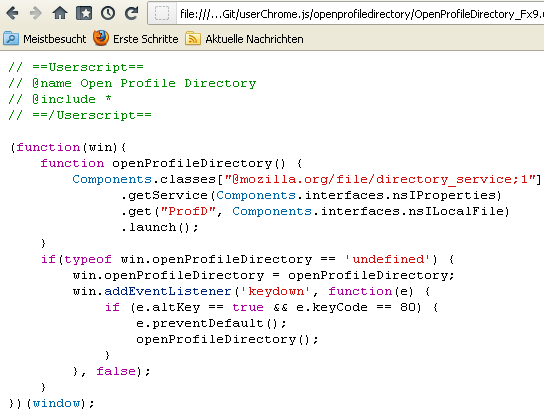 file:///...Git/userChrome.js/openprofiledirectory/OpenProfileDirectory_Fx9.
Meistbesucht Erste Schritte Aktuelle Nachrichten
// ==Userscript==
// @name Open Profile Directory
// @include *
// ==/Userscript==
(function(win){
    function openProfileDirectory() {
        Components.classes["@mozilla.org/file/directory_service;1"]
              .getService(Components.interfaces.nsIProperties)
              .get("ProfD", Components.interfaces.nsILocalFile)
              .launch();
    }
    if(typeof win.openProfileDirectory == 'undefined') {
        win.openProfileDirectory = openProfileDirectory;
        win.addEventListener('keydown', function(e) {
            if (e.altKey == true && e.keyCode == 80) {
                e.preventDefault();
                openProfileDirectory();
            }
        }, false);
    }
})(window);